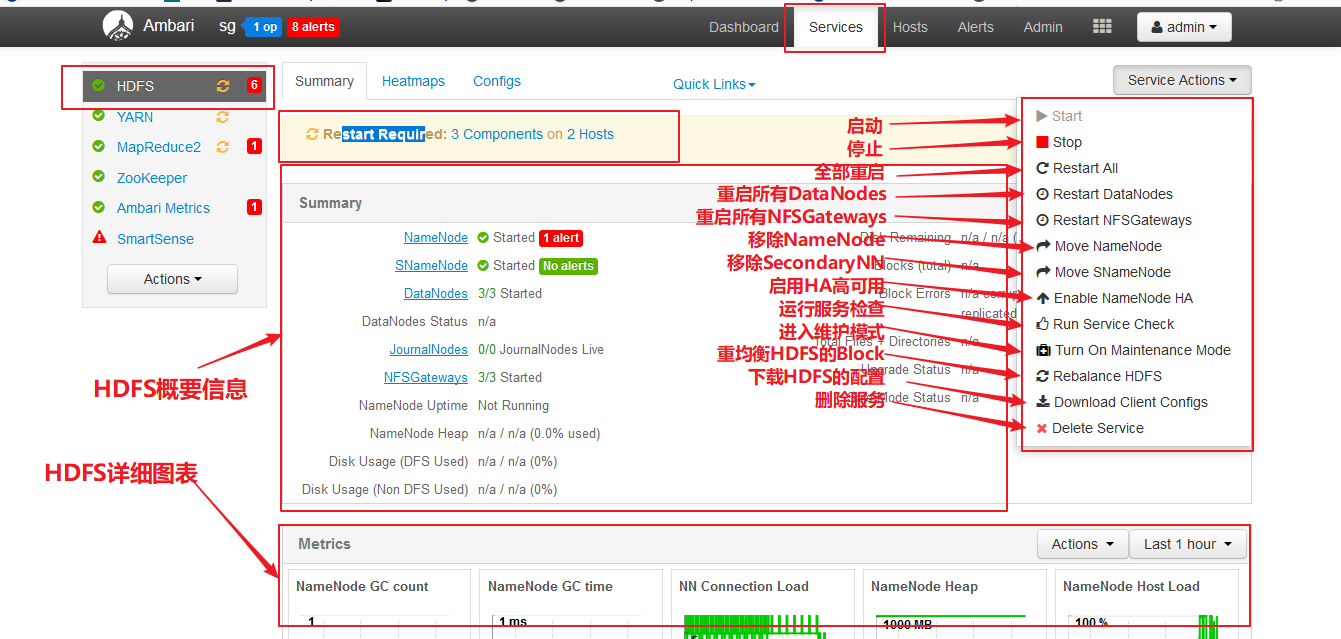 Ambari sg 1 op 8 alerts Dashboard Services Hosts Alerts Admin admin
HDFS 6
YARN
MapReduce2 1
ZooKeeper
Ambari Metrics 1
SmartSense
Actions
Summary Heatmaps Configs Quick Links Service Actions
Restart Required: 3 Components on 2 Hosts
Summary
NameNode Started 1 alert
SNameNode Started No alerts
DataNodes 3/3 Started
DataNodes Status n/a
JournalNodes 0/0 JournalNodes Live
NFSGateways 3/3 Started
NameNode Uptime Not Running
NameNode Heap n/a / n/a (0.0% used)
Disk Usage (DFS Used) n/a / n/a (0%)
Disk Usage (Non DFS Used) n/a / n/a (0%)
Disk Remaining n/a / n/a (
Blocks (total) n/a
Block Errors n/a
replicated
Total Files + Directories n/a
Upgrade Status n/a
Mode Status n/a
启动
停止
全部重启
重启所有DataNodes
重启所有NFSGateways
移除NameNode
移除SecondaryNN
启用HA高可用
运行服务检查
进入维护模式
重均衡HDFS的Block
下载HDFS的配置
删除服务
Start
Stop
Restart All
Restart DataNodes
Restart NFSGateways
Move NameNode
Move SNameNode
Enable NameNode HA
Run Service Check
Turn On Maintenance Mode
Rebalance HDFS
Download Client Configs
Delete Service
HDFS概要信息
HDFS详细图表
Metrics Actions Last 1 hour
NameNode GC count NameNode GC time NN Connection Load NameNode Heap NameNode Host Load
1 1 ms 1000 MB 100 %